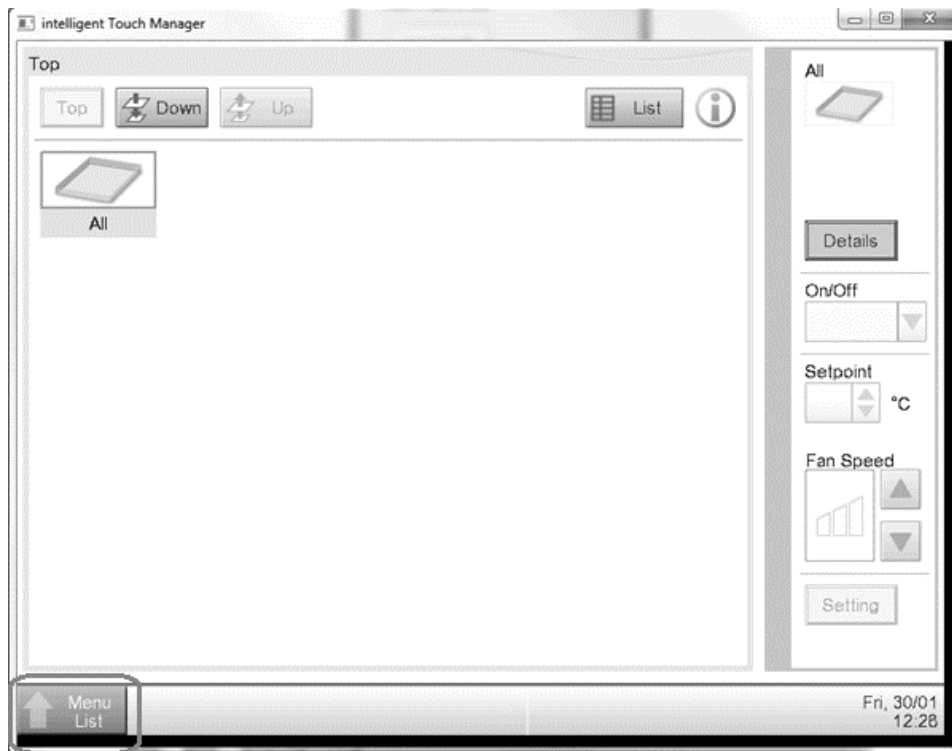 intelligent Touch Manager
Top
Top Down Up List
All
All
Details
On/Off
Setpoint
°C
Fan Speed
Setting
Menu
List
Fri, 30/01
12:28